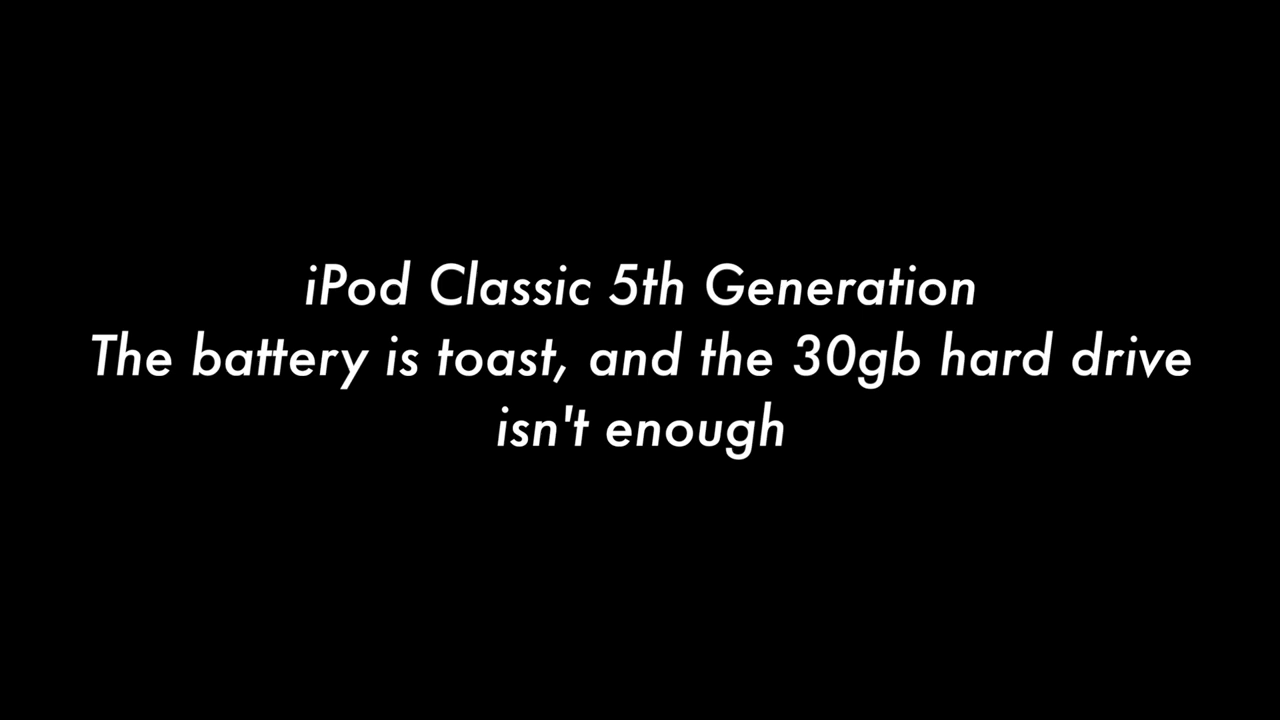 iPod Classic 5th Generation
The battery is toast, and the 30gb hard drive
isn't enough